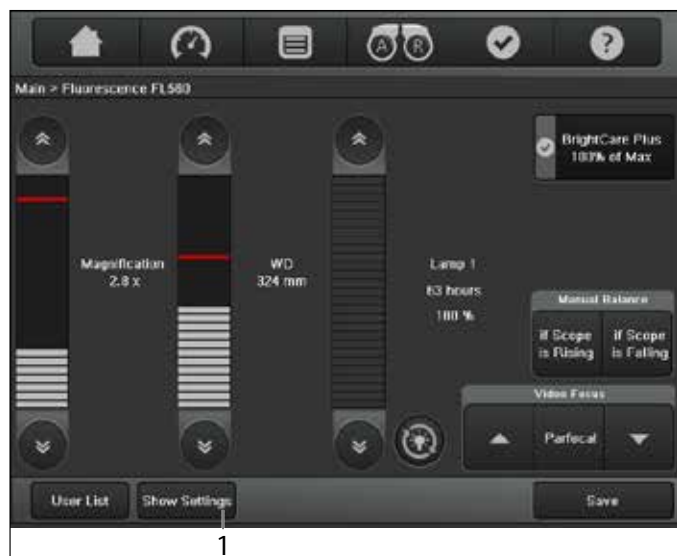 A R
?
Main > Fluorescence FL560
BrightCare Plus
100% of Max
Magnification
2.8 x
WD
324 mm
Lamp 1
63 hours
100 %
Manual Balance
if Scope
is Rising
if Scope
is Falling
Video Focus
Parfocal
User List
Show Settings
Save
1